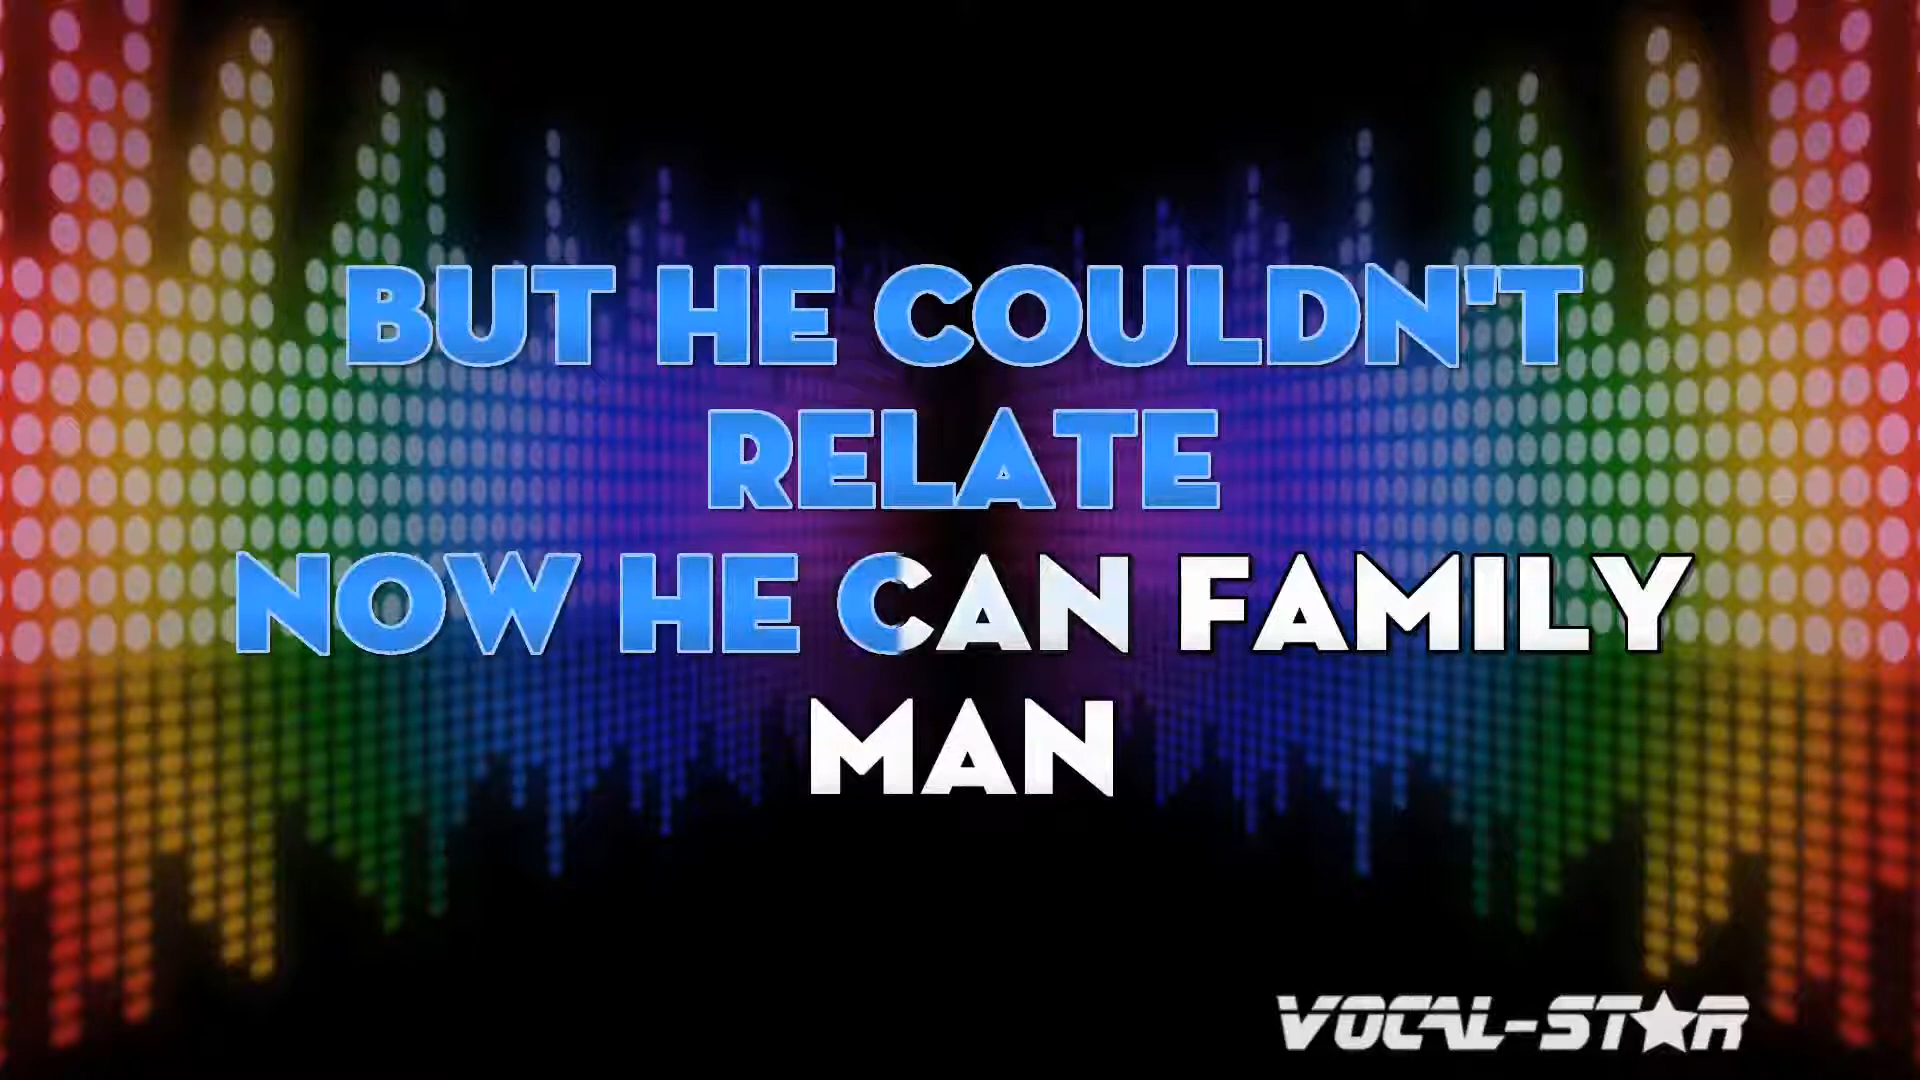 BUT HE COULDN'T
RELATE
NOW HE CAN FAMILY
MAN
VOCAL-STAR